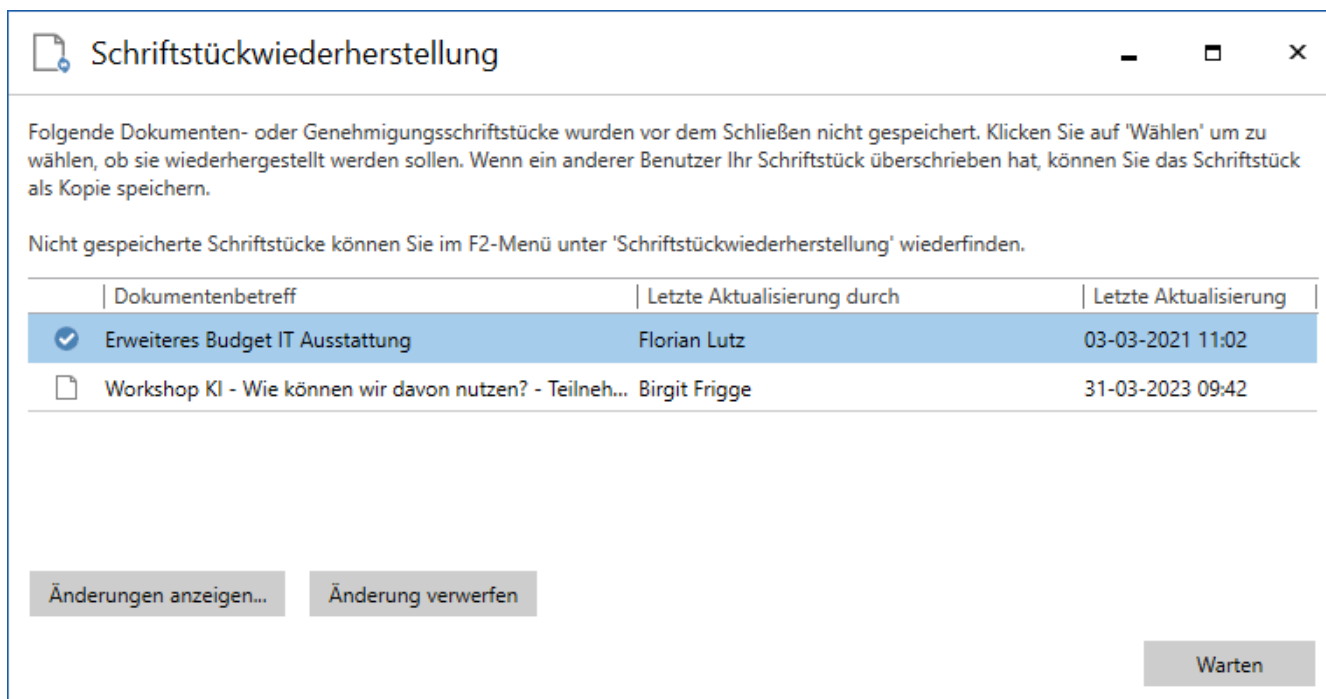 Schriftstückwiederherstellung
Folgende Dokumenten- oder Genehmigungsschriftstücke wurden vor dem Schließen nicht gespeichert. Klicken Sie auf 'Wählen' um zu
wählen, ob sie wiederhergestellt werden sollen. Wenn ein anderer Benutzer Ihr Schriftstück überschrieben hat, können Sie das Schriftstück
als Kopie speichern.
Nicht gespeicherte Schriftstücke können Sie im F2-Menü unter 'Schriftstückwiederherstellung' wiederfinden.
Dokumentenbetreff Letzte Aktualisierung durch Letzte Aktualisierung
Erweiteres Budget IT Ausstattung Florian Lutz 03-03-2021 11:02
Workshop KI - Wie können wir davon nutzen? - Teilneh... Birgit Frigge 31-03-2023 09:42
Änderungen anzeigen... Änderung verwerfen
Warten